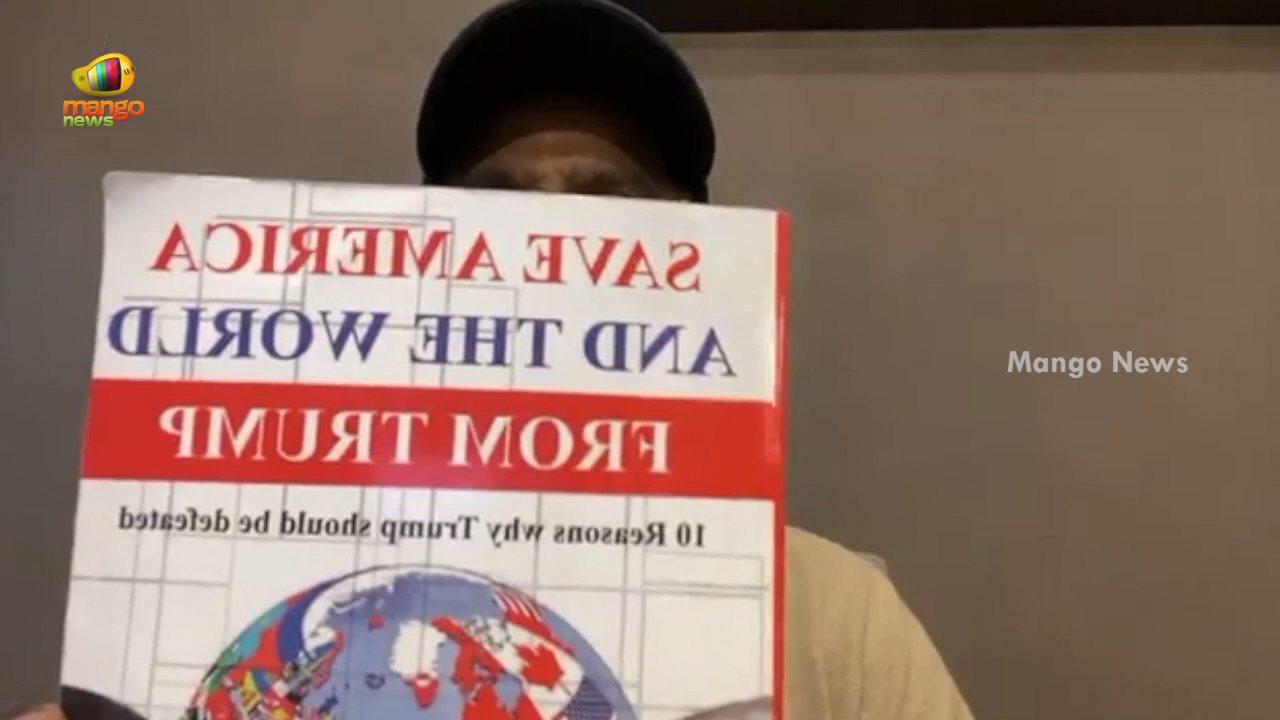 mango
news
SAVE AMERICA
AND THE WORLD
FROM TRUMP
10 Reasons why Trump should be defeated
Mango News